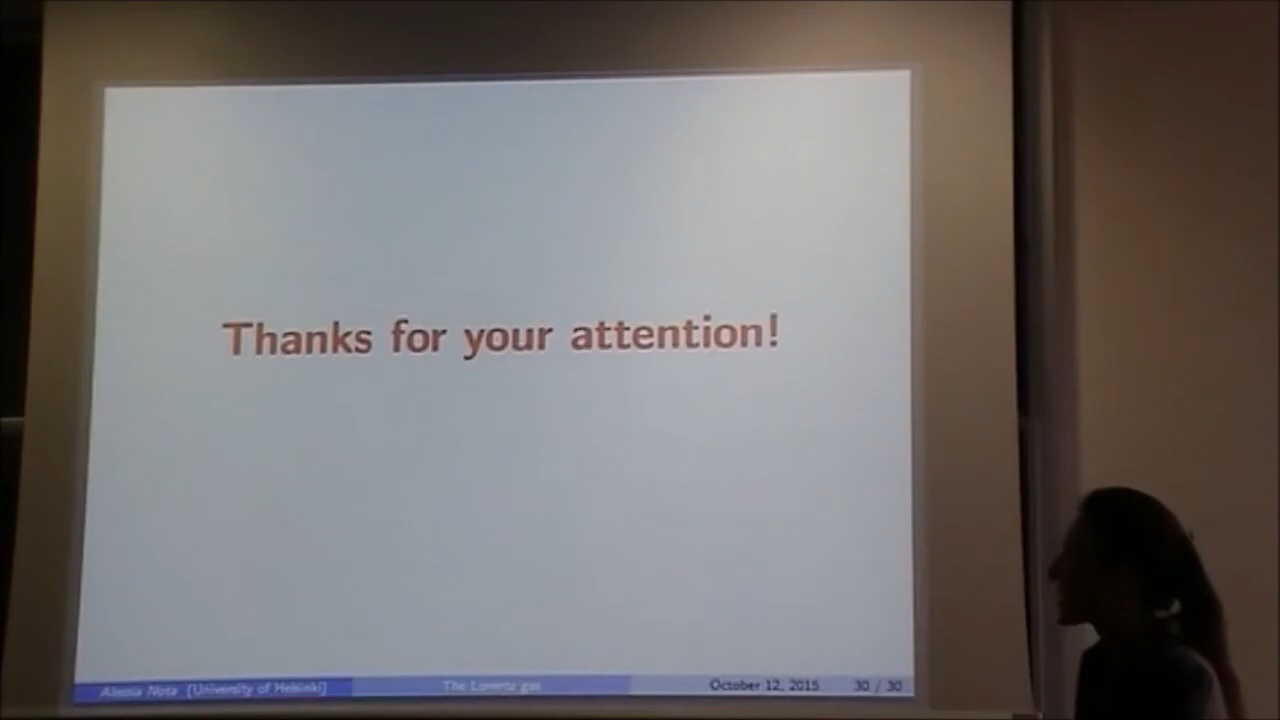 Thanks for your attention!
Alessia Nota (University of Helsinki) The Lorentz gas October 12, 2015 30 / 30